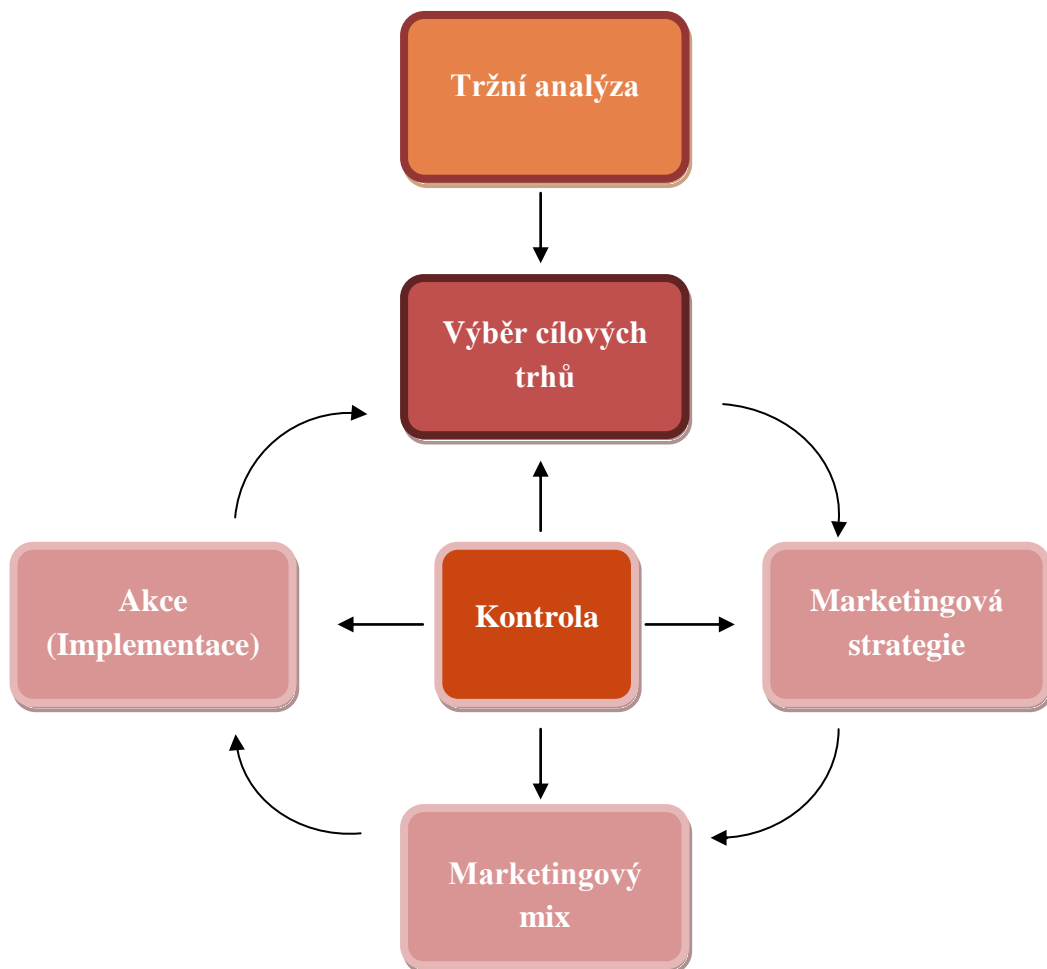 Tržní analýza
Výběr cílových
trhů
Akce
(Implementace)
Kontrola
Marketingová
strategie
Marketingový
mix